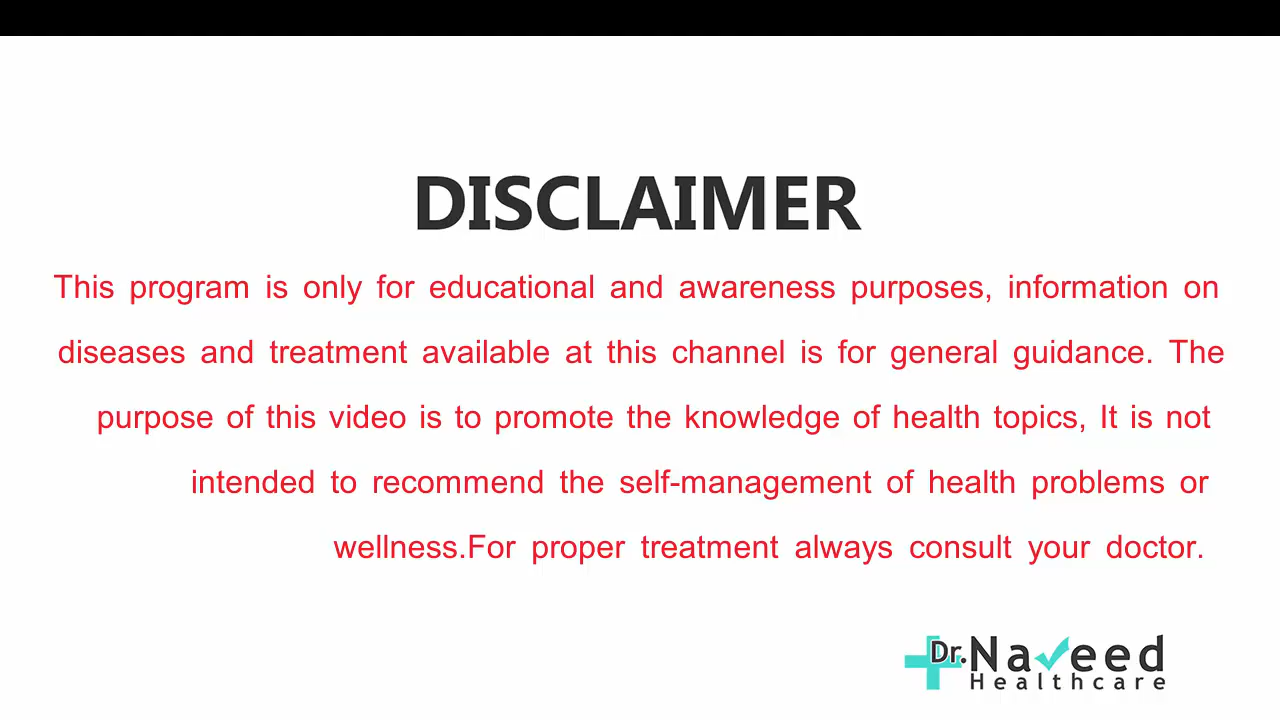 DISCLAIMER
This program is only for educational and awareness purposes, information on
diseases and treatment available at this channel is for general guidance. The
purpose of this video is to promote the knowledge of health topics, It is not
intended to recommend the self-management of health problems or
wellness.For proper treatment always consult your doctor.
Dr.Naveed
Healthcare